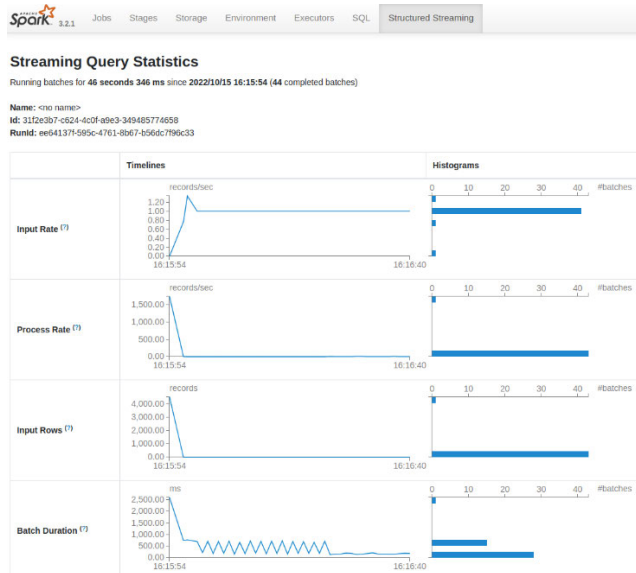 APACHE Spark 3.2.1 Jobs Stages Storage Environment Executors SQL Structured Streaming
Streaming Query Statistics
Running batches for 46 seconds 346 ms since 2022/10/15 16:15:54 (44 completed batches)
Name: <no name>
Id: 31f2e3b7-c624-4c0f-a9e3-349485774658
RunId: ee64137f-595c-4761-8b67-b56dc7f96c33
Timelines Histograms
Input Rate (?)
records/sec
1.20
1.00
0.80
0.60
0.40
0.20
0.00
16:15:54 16:16:40
0 10 20 30 40 #batches
Process Rate (?)
records/sec
1,500.00
1,000.00
500.00
0.00
16:15:54 16:16:40
0 10 20 30 40 #batches
Input Rows (?)
records
4,000.00
3,000.00
2,000.00
1,000.00
0.00
16:15:54 16:16:40
0 10 20 30 40 #batches
Batch Duration (?)
ms
2,500.00
2,000.00
1,500.00
1,000.00
500.00
0.00
16:15:54 16:16:40
0 10 20 30 40 #batches